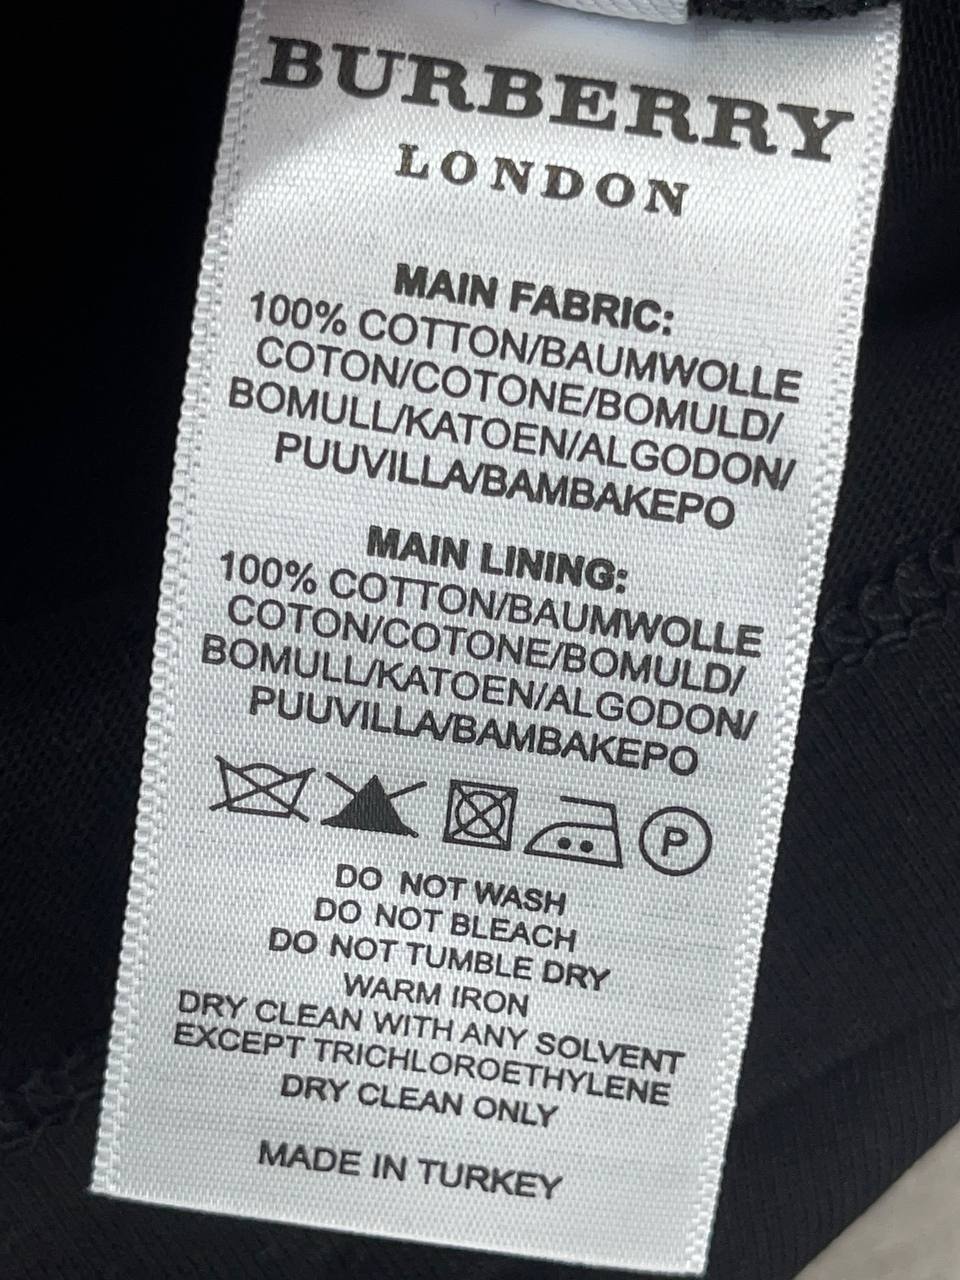 BURBERRY
LONDON
MAIN FABRIC:
100% COTTON/BAUMWOLLE
COTON/COTONE/BOMULD/
BOMULL/KATOEN/ALGODON/
PUUVILLA/BAMBAKEPO
MAIN LINING:
100% COTTON/BAUMWOLLE
COTON/COTONE/BOMULD/
BOMULL/KATOEN/ALGODON/
PUUVILLA/BAMBAKEPO
P
DO NOT WASH
DO NOT BLEACH
DO NOT TUMBLE DRY
WARM IRON
DRY CLEAN WITH ANY SOLVENT
EXCEPT TRICHLOROETHYLENE
DRY CLEAN ONLY
MADE IN TURKEY